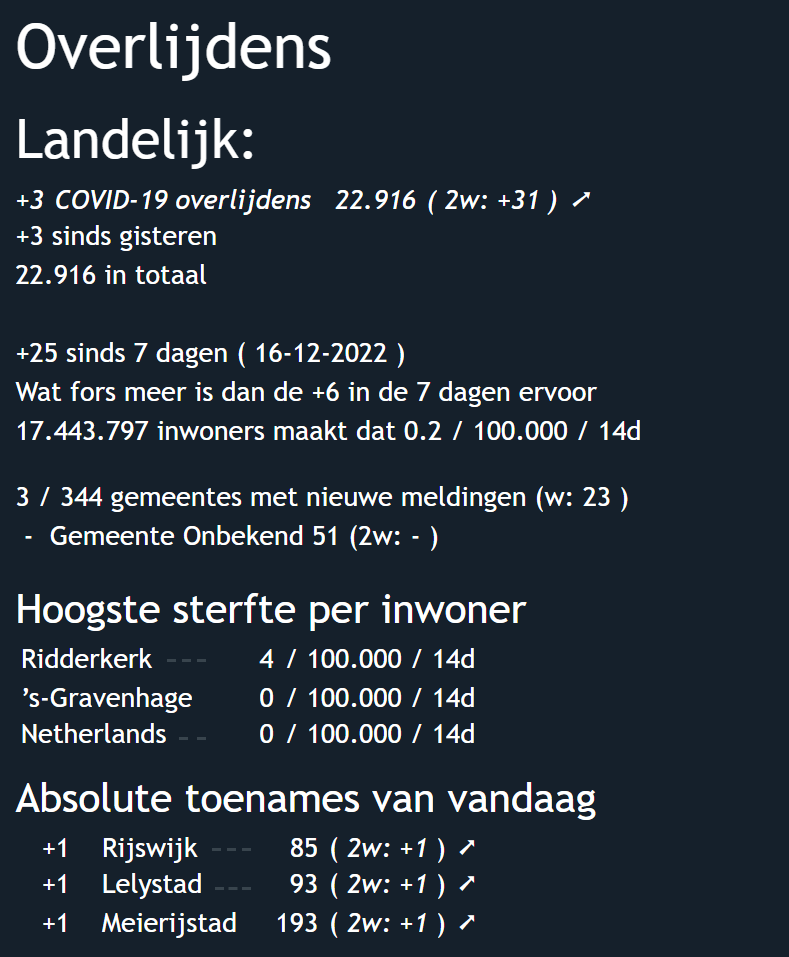 Overlijdens
Landelijk:
+3 COVID-19 overlijdens 22.916 ( 2w: +31 ) ➚
+3 sinds gisteren
22.916 in totaal
+25 sinds 7 dagen ( 16-12-2022 )
Wat fors meer is dan de +6 in de 7 dagen ervoor
17.443.797 inwoners maakt dat 0.2 / 100.000 / 14d
3 / 344 gemeentes met nieuwe meldingen (w: 23 )
- Gemeente Onbekend 51 (2w: - )
Hoogste sterfte per inwoner
Ridderkerk --- 4 / 100.000 / 14d
’s-Gravenhage 0 / 100.000 / 14d
Netherlands -- 0 / 100.000 / 14d
Absolute toenames van vandaag
+1 Rijswijk --- 85 ( 2w: +1 ) ➚
+1 Lelystad --- 93 ( 2w: +1 ) ➚
+1 Meierijstad 193 ( 2w: +1 ) ➚